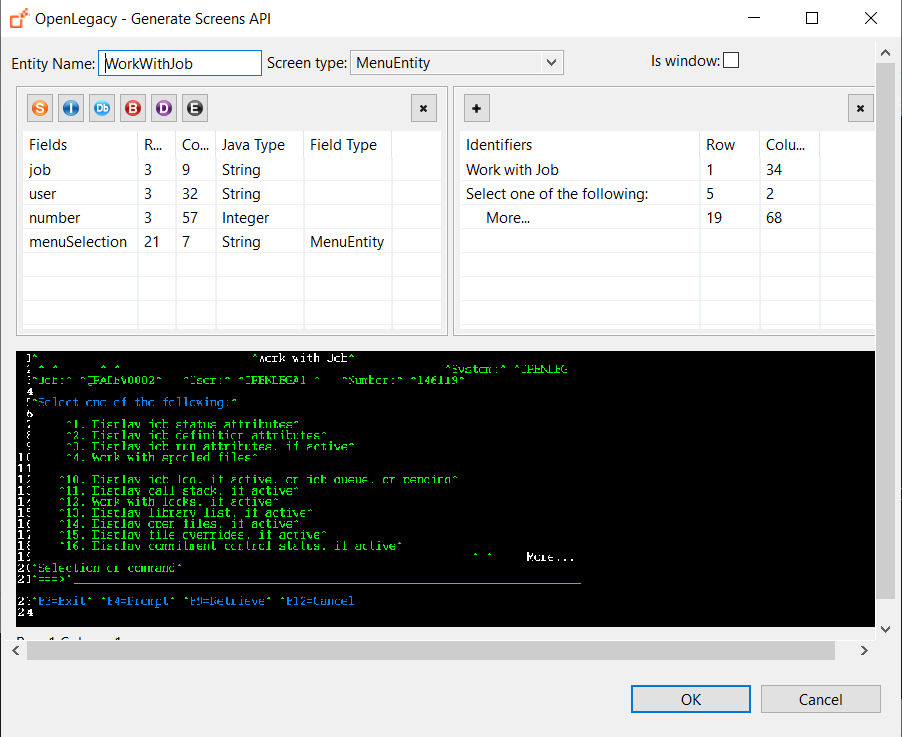 OpenLegacy - Generate Screens API
Entity Name: WorkWithJob Screen type: MenuEntity Is window:
S I Db B D E
Fields R... Co... Java Type Field Type
job 3 9 String
user 3 32 String
number 3 57 Integer
menuSelection 21 7 String MenuEntity
Identifiers Row Colu...
Work with Job 1 34
Select one of the following: 5 2
More... 19 68
^Work with Job^
^System:^ ^OPENLEG
^Job:^ ^User:^ ^OPENLEGA1 ^ ^Number:^ ^146119^
^Select one of the following:^
^1. Display job status attributes^
^2. Display job definition attributes^
^3. Display job run attributes, if active^
^4. Work with spooled files^
^10. Display job log, if active, on job queue, or pending^
^11. Display call stack, if active^
^12. Work with locks, if active^
^13. Display library list, if active^
^14. Display open files, if active^
^15. Display file overrides, if active^
^16. Display commitment control status, if active^
^ ^ More...
^Selection or command^
^===>^
^F3=Exit^ ^F4=Prompt^ ^F9=Retrieve^ ^F12=Cancel
OK Cancel